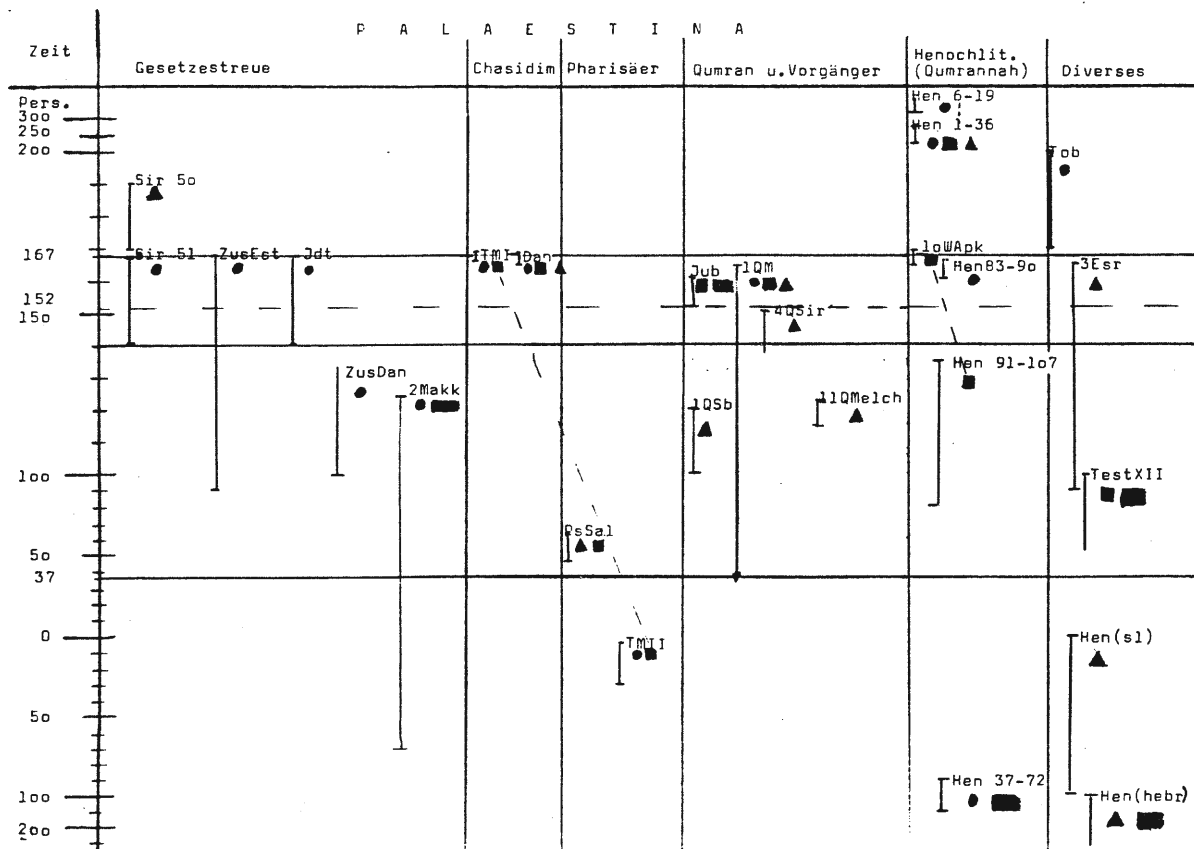 P A L A E S T I N A
Zeit
Gesetzestreue
Chasidim
Pharisäer
Qumran u.Vorgänger
Henochlit.
(Qumrannah)
Diverses
Pers.
300
250
200
Hen 6-19
Hen 1-36
Tob
Sir 50
167
Sir 51
ZusEst
Jdt
TMI
Dan
Jub
1QM
10WApk
Hen83-90
3Esr
152
150
4QSir
ZusDan
2Makk
1QSb
11QMelch
Hen 91-107
100
TestXII
50
PsSal
37
0
TMII
Hen(sl)
50
100
Hen 37-72
Hen(hebr)
200